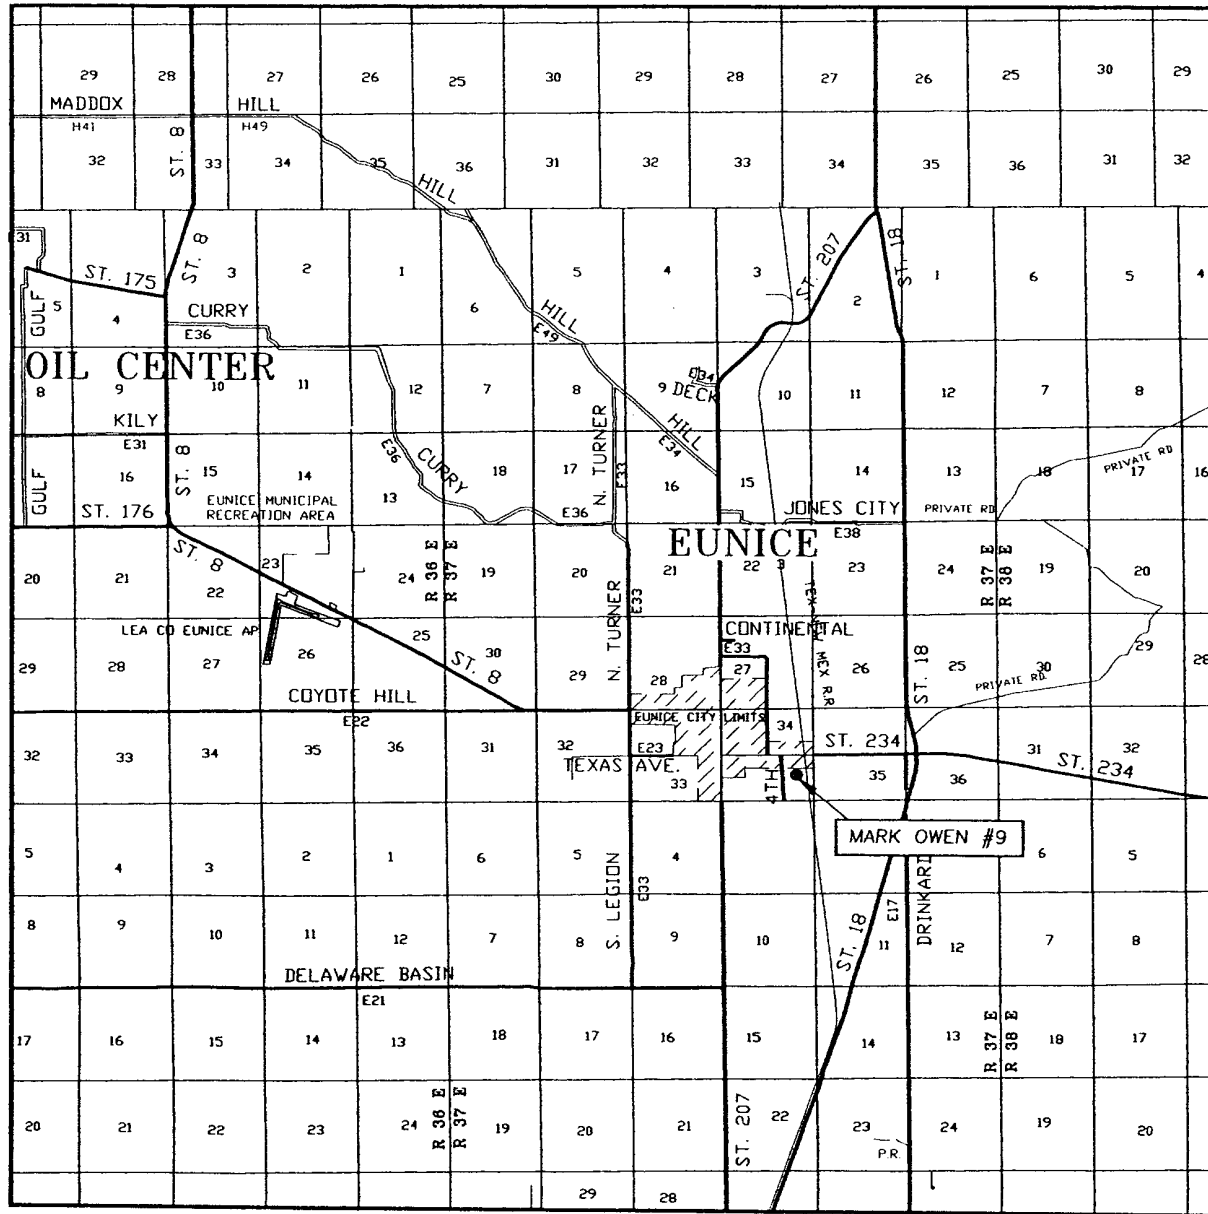 29 28 27 26 25 30 29 28 27 26 25 30 29
MADDOX HILL
H41 H49
ST. 8
32 33 34 35 36 31 32 33 34 35 36 31 32
HILL
E31
ST. 175
ST. 8
3 2 1 5 4 3 ST. 207 ST. 18 1 6 5 4
2
GULF
5 4 CURRY 6 HILL
E36 E49
OIL CENTER
8 9 10 11 12 7 8 9 DECK E34 10 11 12 7 8
KILY
E31
HILL
E34
N. TURNER
E33
E36 CURRY
GULF
16 ST. 8 15 14 13 18 17 16 15 14 13 18 17 16
PRIVATE RD
EUNICE MUNICIPAL
RECREATION AREA
ST. 176
E36
JONES CITY
E38
PRIVATE RD
EUNICE
ST. 8
20 21 22 23 24 19 20 21 22 23 24 19 20
R 36 E
R 37 E
R 37 E
R 38 E
N. TURNER
E33
LEA CO EUNICE AP
CONTINENTAL
E33
MEX R.R
29 28 27 26 25 30 29 28 27 26 25 30 29 28
ST. 8
ST. 18
PRIVATE RD
COYOTE HILL
E22
EUNICE CITY LIMITS
34
ST. 234
32 33 34 35 36 31 32 E23 31 32
TEXAS AVE.
33 4TH 35 36
ST. 234
MARK OWEN #9
5 4 3 2 1 6 5 4 6 5
S. LEGION
E33
DRINKARD
E17
ST. 18
8 9 10 11 12 7 8 9 10 11 12 7 8
DELAWARE BASIN
E21
17 16 15 14 13 18 17 16 15 14 13 18 17
R 37 E
R 38 E
R 36 E
R 37 E
20 21 22 23 24 19 20 21 22 23 24 19 20
ST. 207
P.R.
29 28